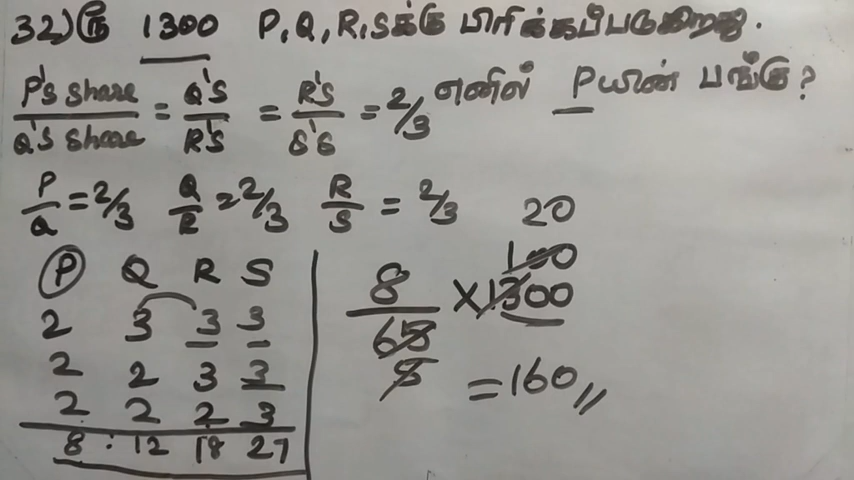 32) ரூ 1300 P, Q, R, S க்கு பிரிக்கப்படுகிறது.
P's share/Q's share = Q's/R's = R's/S's = 2/3 எனில் P யின் பங்கு?
P/Q = 2/3 Q/R = 2/3 R/S = 2/3
P Q R S
2 3 3 3
2 2 3 3
2 2 2 3
8 : 12 18 27
20
100
8/65 × 1300
5
= 160 //